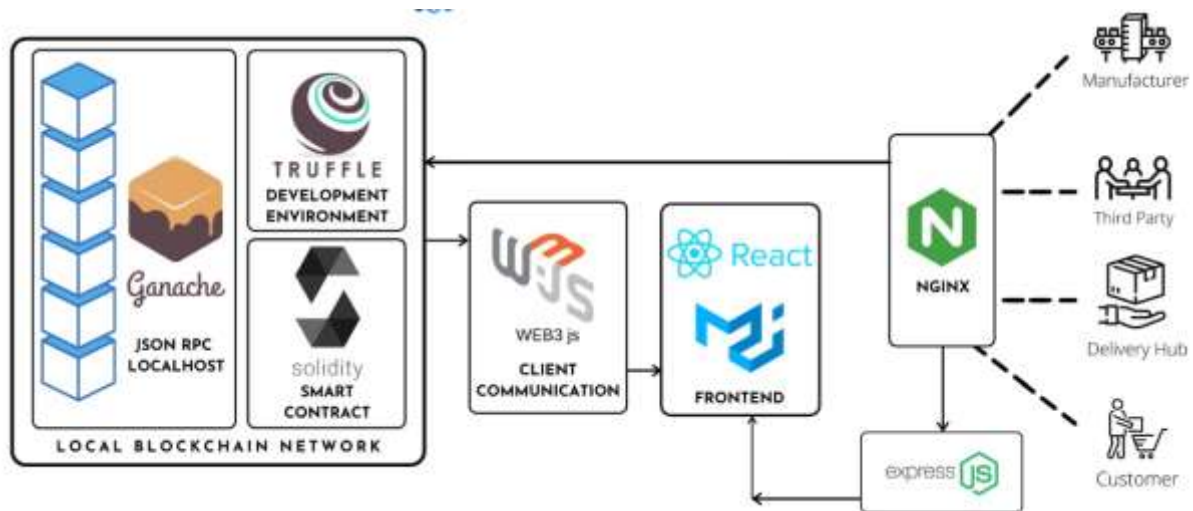 Ganache
JSON RPC
LOCALHOST
TRUFFLE
DEVELOPMENT
ENVIRONMENT
solidity
SMART
CONTRACT
LOCAL BLOCKCHAIN NETWORK
W3JS
WEB3 js
CLIENT
COMMUNICATION
React
FRONTEND
N
NGINX
express JS
Manufacturer
Third Party
Delivery Hub
Customer